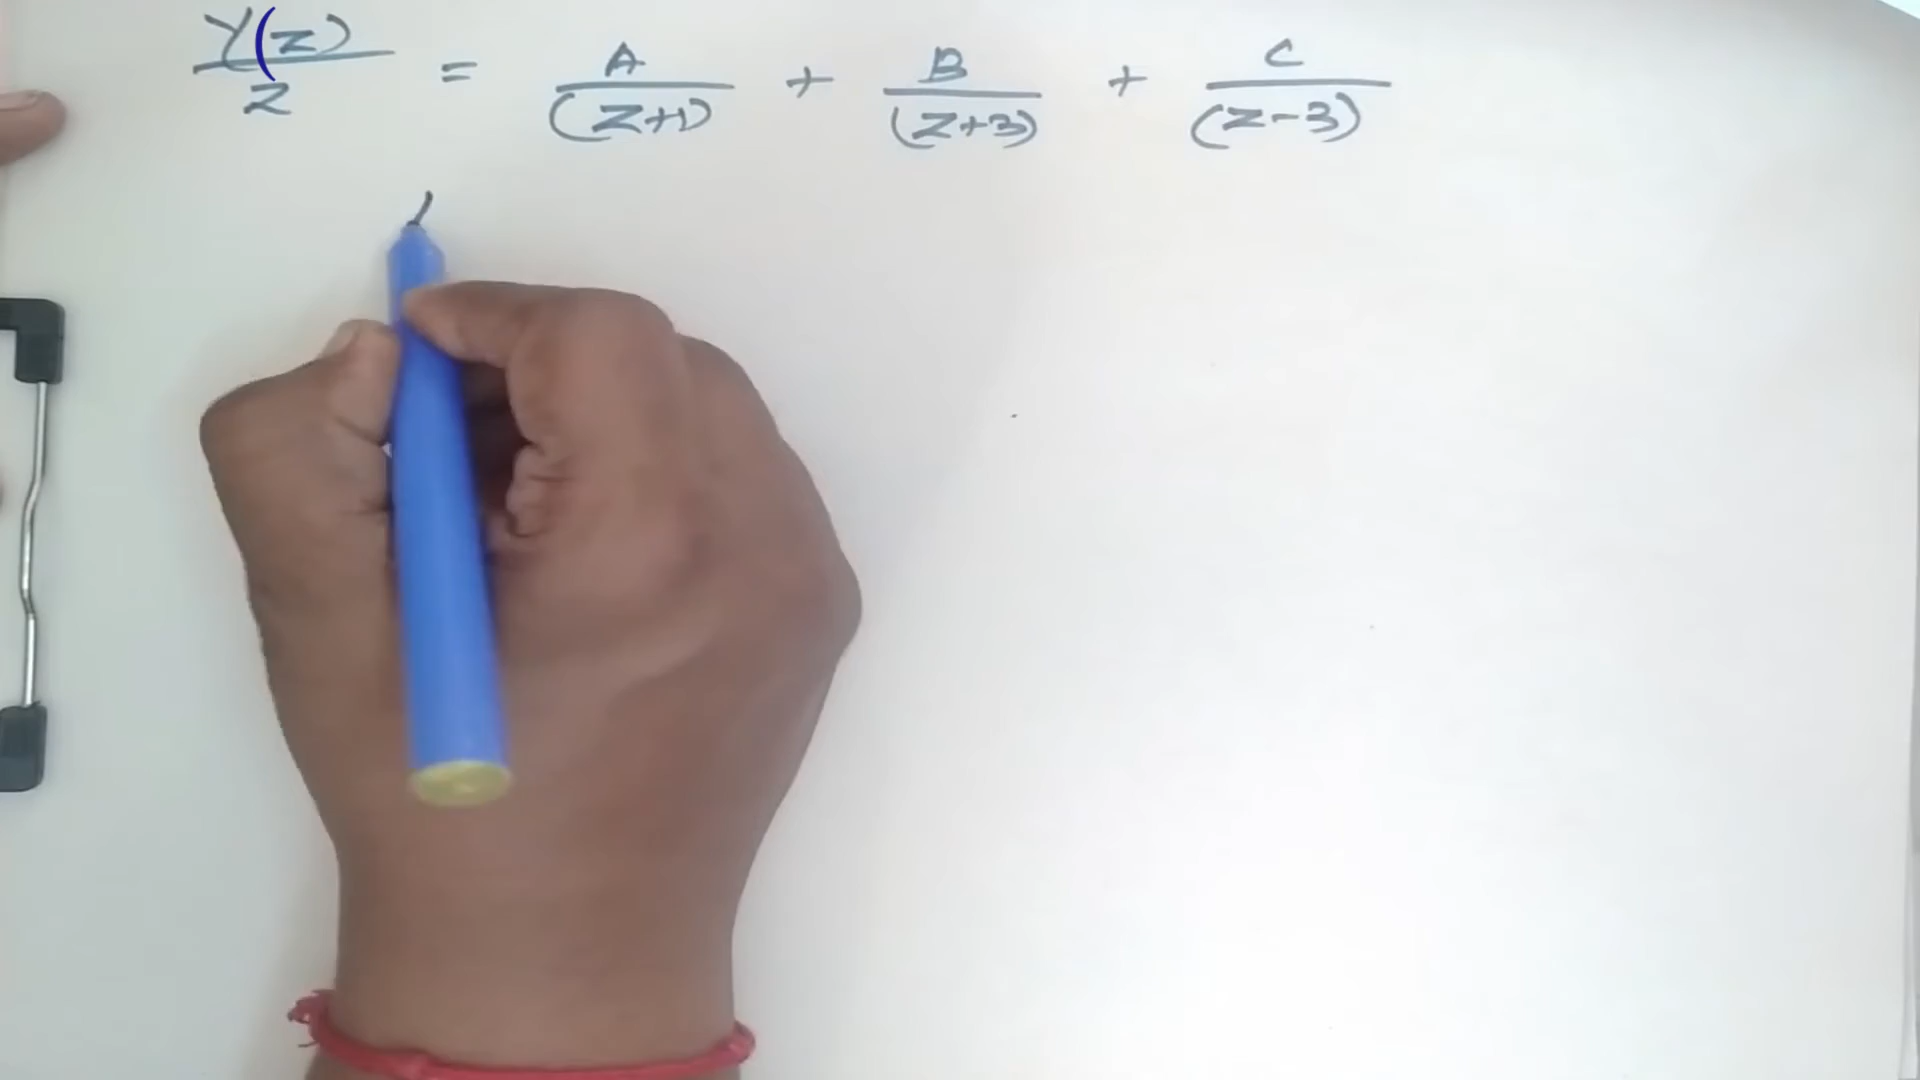 Y(z)/z = A/(z+1) + B/(z+3) + C/(z-3)